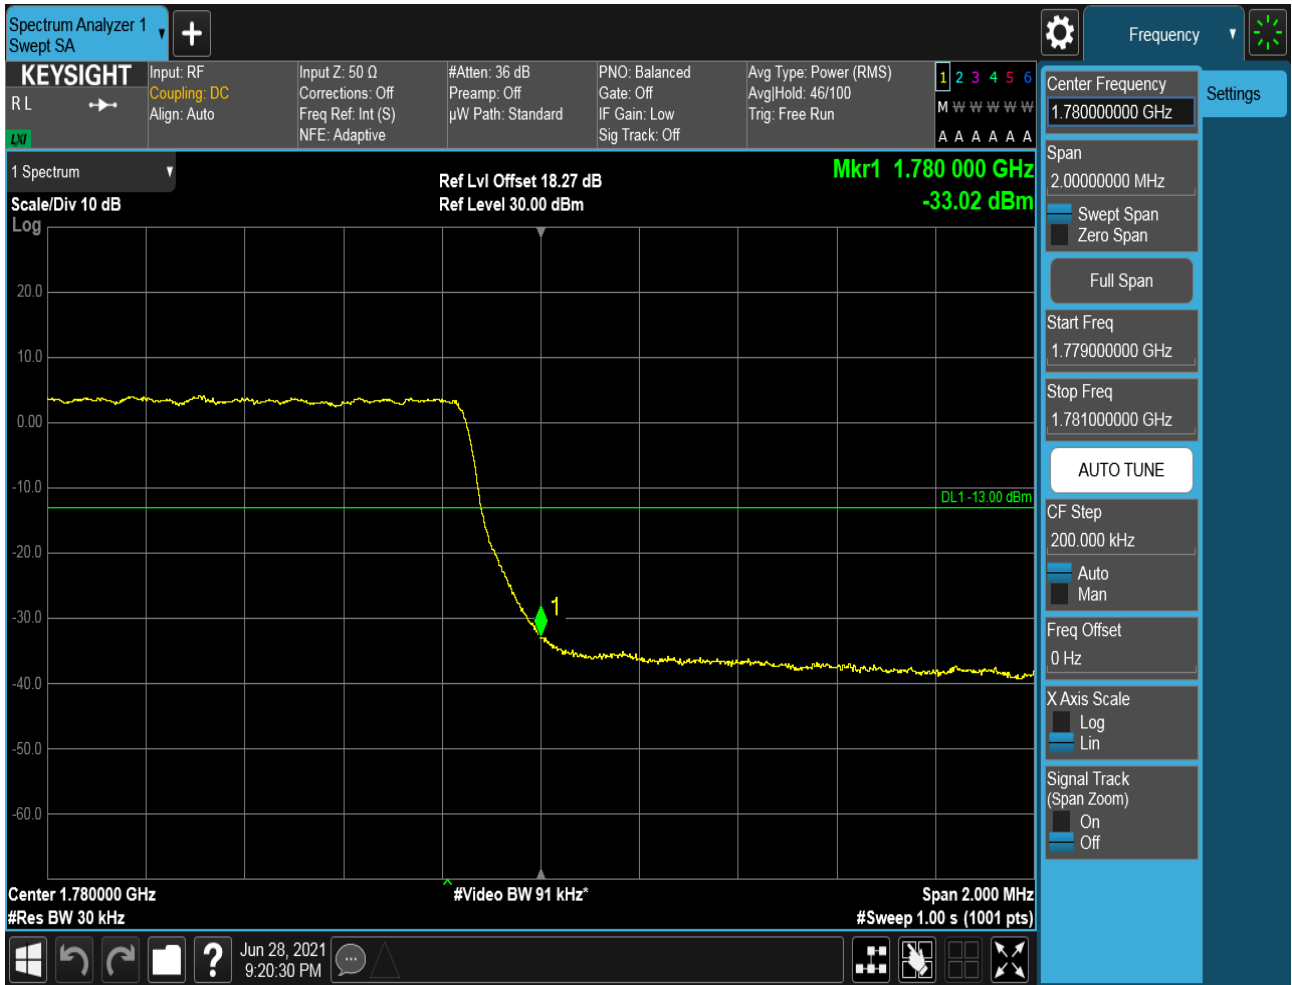 Spectrum Analyzer 1
Swept SA
Frequency
KEYSIGHT
R L
LXI
Input: RF
Coupling: DC
Align: Auto
Input Z: 50 Ω
Corrections: Off
Freq Ref: Int (S)
NFE: Adaptive
#Atten: 36 dB
Preamp: Off
µW Path: Standard
PNO: Balanced
Gate: Off
IF Gain: Low
Sig Track: Off
Avg Type: Power (RMS)
Avg|Hold: 46/100
Trig: Free Run
1 2 3 4 5 6
M W W W W W
A A A A A A
1 Spectrum
Scale/Div 10 dB
Log
Ref Lvl Offset 18.27 dB
Ref Level 30.00 dBm
Mkr1 1.780 000 GHz
-33.02 dBm
20.0
10.0
0.00
-10.0
DL1 -13.00 dBm
-20.0
-30.0
1
-40.0
-50.0
-60.0
Center 1.780000 GHz
#Video BW 91 kHz*
Span 2.000 MHz
#Res BW 30 kHz
#Sweep 1.00 s (1001 pts)
Jun 28, 2021
9:20:30 PM
Center Frequency
1.780000000 GHz
Settings
Span
2.00000000 MHz
Swept Span
Zero Span
Full Span
Start Freq
1.779000000 GHz
Stop Freq
1.781000000 GHz
AUTO TUNE
CF Step
200.000 kHz
Auto
Man
Freq Offset
0 Hz
X Axis Scale
Log
Lin
Signal Track
(Span Zoom)
On
Off